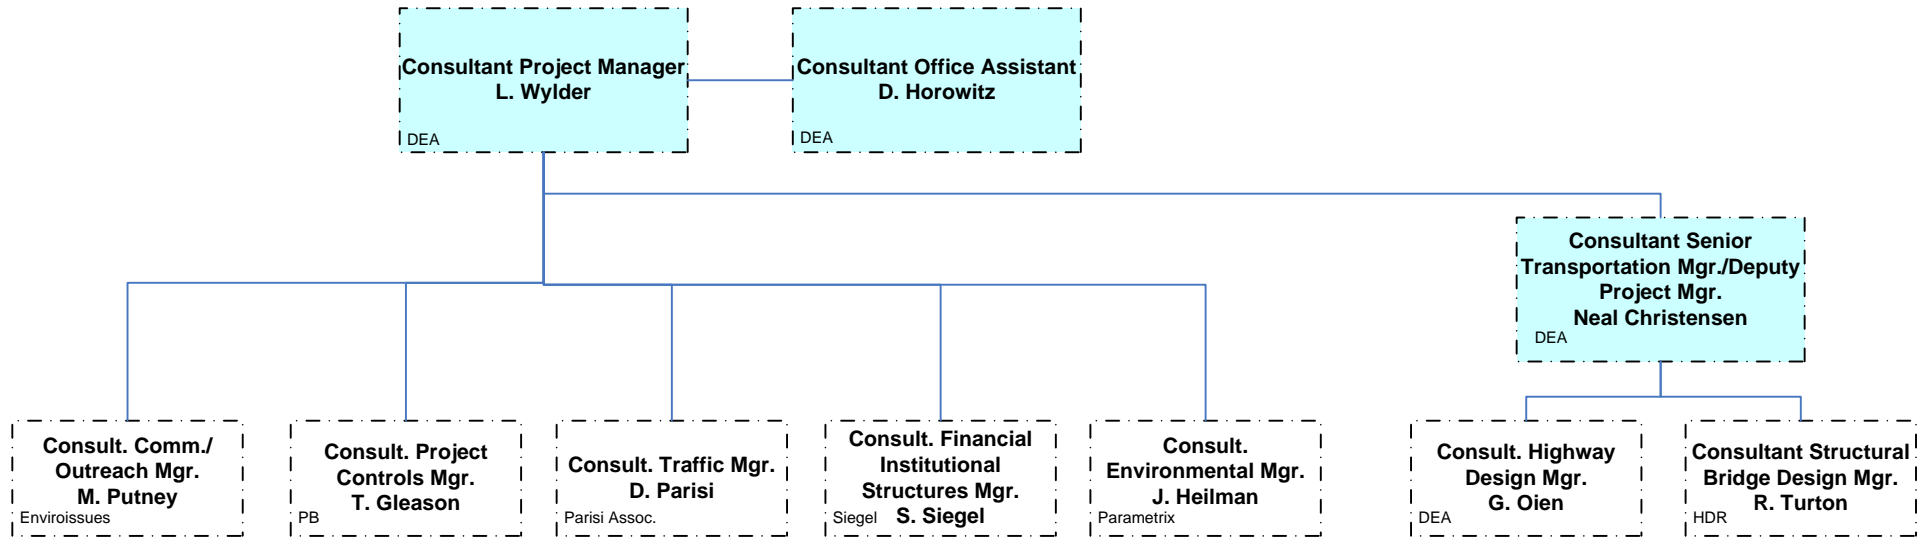 Consultant Project Manager
L. Wylder
DEA
Consultant Office Assistant
D. Horowitz
DEA
Consultant Senior
Transportation Mgr./Deputy
Project Mgr.
Neal Christensen
DEA
Consult. Comm./
Outreach Mgr.
M. Putney
Enviroissues
Consult. Project
Controls Mgr.
T. Gleason
PB
Consult. Traffic Mgr.
D. Parisi
Parisi Assoc.
Consult. Financial
Institutional
Structures Mgr.
S. Siegel
Siegel
Consult.
Environmental Mgr.
J. Heilman
Parametrix
Consult. Highway
Design Mgr.
G. Oien
DEA
Consultant Structural
Bridge Design Mgr.
R. Turton
HDR